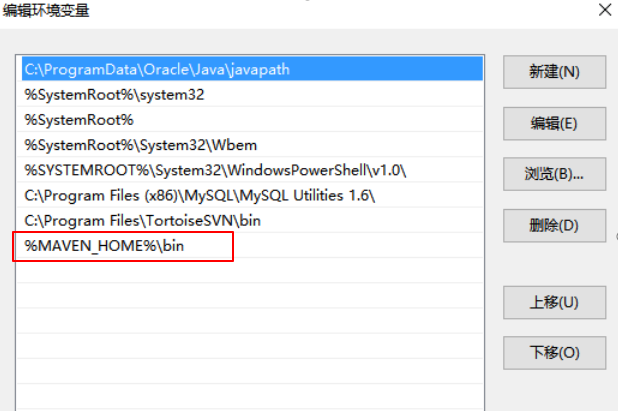 编辑环境变量
C:\ProgramData\Oracle\Java\javapath
%SystemRoot%\system32
%SystemRoot%
%SystemRoot%\System32\Wbem
%SYSTEMROOT%\System32\WindowsPowerShell\v1.0\
C:\Program Files (x86)\MySQL\MySQL Utilities 1.6\
C:\Program Files\TortoiseSVN\bin
%MAVEN_HOME%\bin
新建(N)
编辑(E)
浏览(B)...
删除(D)
上移(U)
下移(O)